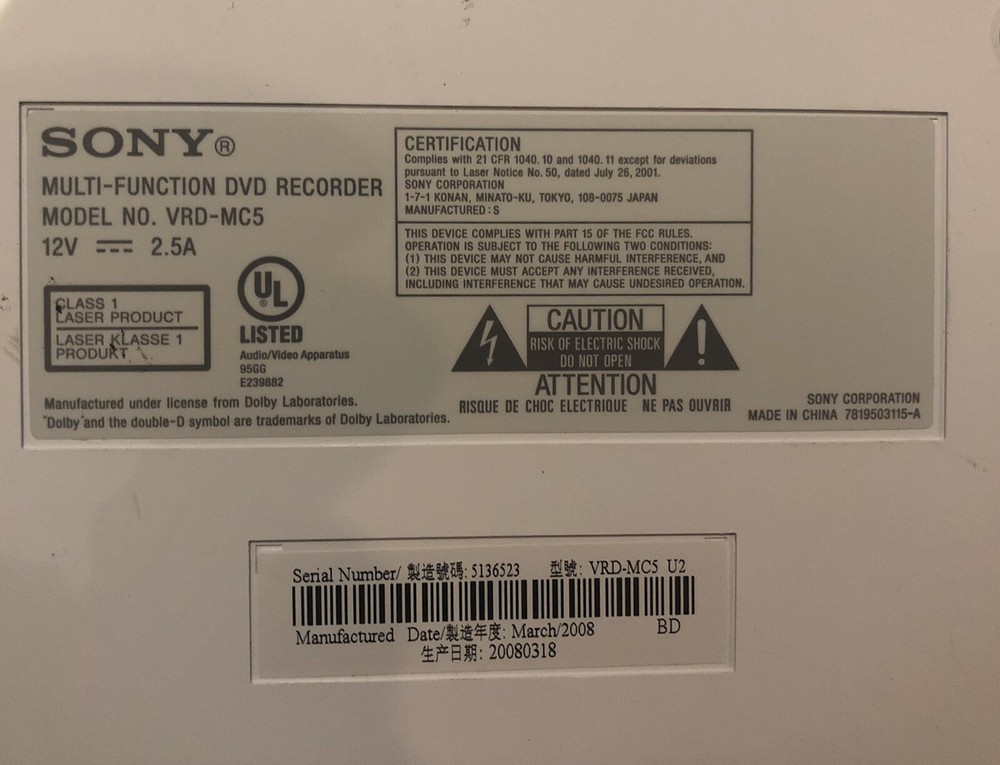 SONY®
MULTI-FUNCTION DVD RECORDER
MODEL NO. VRD-MC5
12V ⎓ 2.5A
CLASS 1
LASER PRODUCT
LASER KLASSE 1
PRODUKT
UL
®
LISTED
Audio/Video Apparatus
95GG
E239882
Manufactured under license from Dolby Laboratories.
"Dolby"and the double-D symbol are trademarks of Dolby Laboratories.
CERTIFICATION
Complies with 21 CFR 1040.10 and 1040.11 except for deviations
pursuant to Laser Notice No. 50, dated July 26, 2001.
SONY CORPORATION
1-7-1 KONAN, MINATO-KU, TOKYO, 108-0075 JAPAN
MANUFACTURED: S
THIS DEVICE COMPLIES WITH PART 15 OF THE FCC RULES.
OPERATION IS SUBJECT TO THE FOLLOWING TWO CONDITIONS:
(1) THIS DEVICE MAY NOT CAUSE HARMFUL INTERFERENCE, AND
(2) THIS DEVICE MUST ACCEPT ANY INTERFERENCE RECEIVED,
INCLUDING INTERFERENCE THAT MAY CAUSE UNDESIRED OPERATION.
CAUTION
RISK OF ELECTRIC SHOCK
DO NOT OPEN
ATTENTION
RISQUE DE CHOC ELECTRIQUE NE PAS OUVRIR
SONY CORPORATION
MADE IN CHINA 7819503115-A
Serial Number/ 製造號碼: 5136523 型號: VRD-MC5 U2
Manufactured Date/製造年度: March/2008 BD
生产日期: 20080318